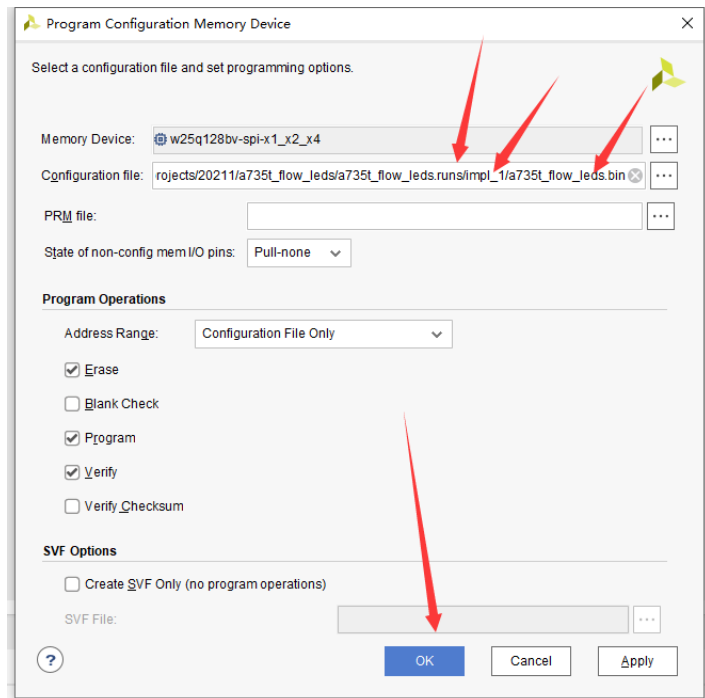 Program Configuration Memory Device
Select a configuration file and set programming options.
Memory Device: w25q128bv-spi-x1_x2_x4 ...
Configuration file: rojects/20211/a735t_flow_leds/a735t_flow_leds.runs/impl_1/a735t_flow_leds.bin ...
PRM file: ...
State of non-config mem I/O pins: Pull-none
Program Operations
Address Range: Configuration File Only
Erase
Blank Check
Program
Verify
Verify Checksum
SVF Options
Create SVF Only (no program operations)
SVF File: ...
? OK Cancel Apply